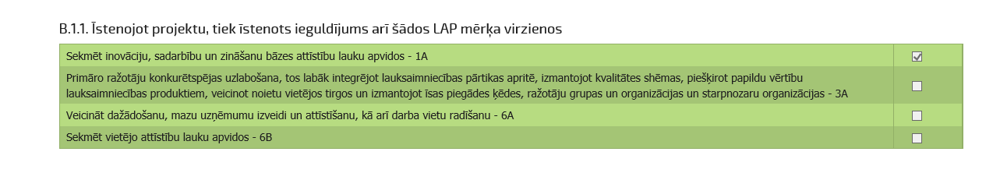 B.1.1. Īstenojot projektu, tiek īstenots ieguldījums arī šādos LAP mērķa virzienos
Sekmēt inovāciju, sadarbību un zināšanu bāzes attīstību lauku apvidos - 1A
Primāro ražotāju konkurētspējas uzlabošana, tos labāk integrējot lauksaimniecības pārtikas apritē, izmantojot kvalitātes shēmas, piešķirot papildu vērtību
lauksaimniecības produktiem, veicinot noietu vietējos tirgos un izmantojot īsas piegādes ķēdes, ražotāju grupas un organizācijas un starpnozaru organizācijas - 3A
Veicināt dažādošanu, mazu uzņēmumu izveidi un attīstīšanu, kā arī darba vietu radīšanu - 6A
Sekmēt vietējo attīstību lauku apvidos - 6B